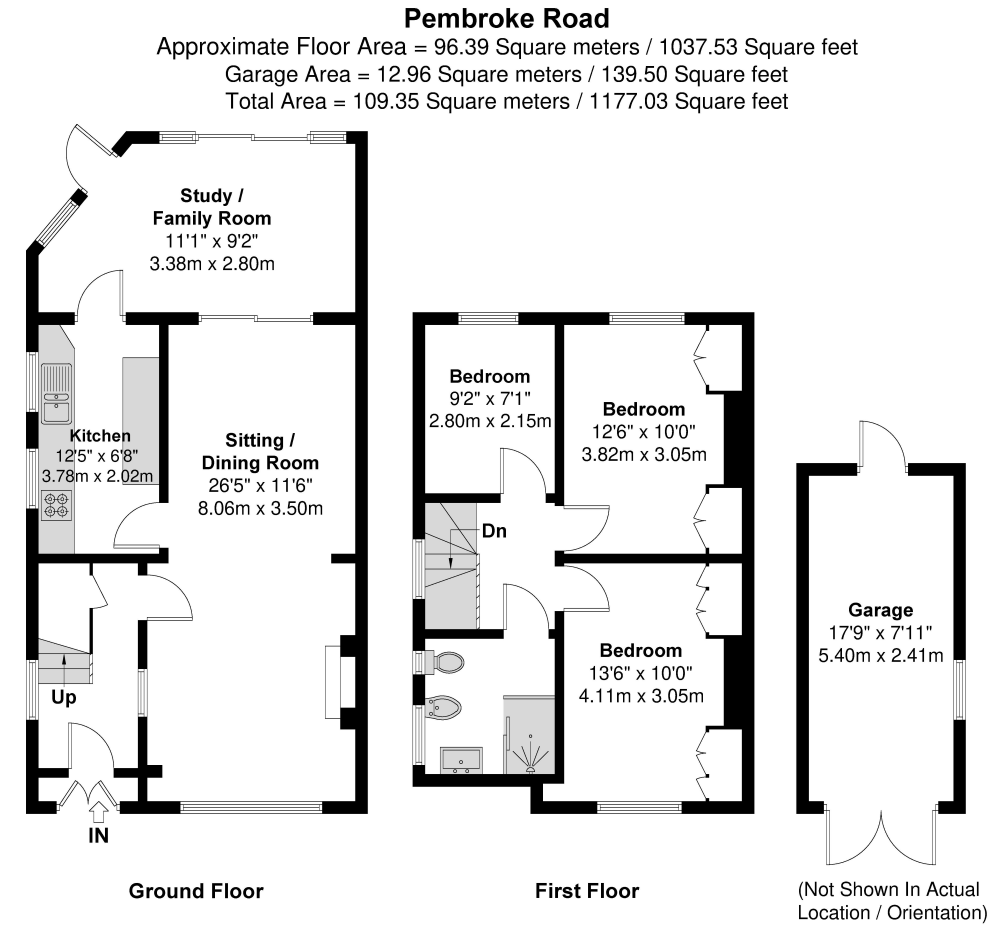 Pembroke Road
Approximate Floor Area = 96.39 Square meters / 1037.53 Square feet
Garage Area = 12.96 Square meters / 139.50 Square feet
Total Area = 109.35 Square meters / 1177.03 Square feet
Study /
Family Room
11'1" x 9'2"
3.38m x 2.80m
Kitchen
12'5" x 6'8"
3.78m x 2.02m
Sitting /
Dining Room
26'5" x 11'6"
8.06m x 3.50m
Up
IN
Ground Floor
Bedroom
9'2" x 7'1"
2.80m x 2.15m
Bedroom
12'6" x 10'0"
3.82m x 3.05m
Dn
Bedroom
13'6" x 10'0"
4.11m x 3.05m
First Floor
Garage
17'9" x 7'11"
5.40m x 2.41m
(Not Shown In Actual
Location / Orientation)